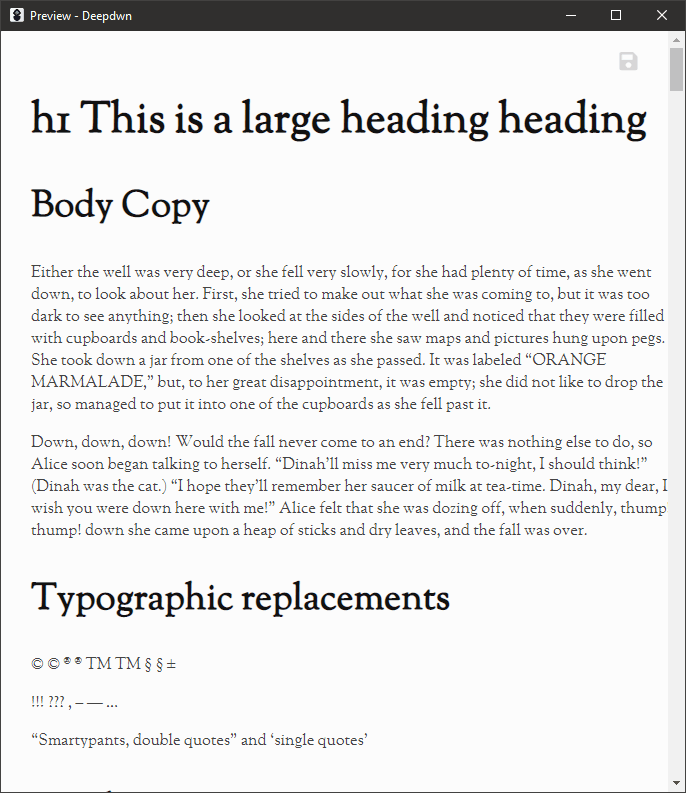 Preview - Deepdwn
h1 This is a large heading heading
Body Copy
Either the well was very deep, or she fell very slowly, for she had plenty of time, as she went
down, to look about her. First, she tried to make out what she was coming to, but it was too
dark to see anything; then she looked at the sides of the well and noticed that they were filled
with cupboards and book-shelves; here and there she saw maps and pictures hung upon pegs.
She took down a jar from one of the shelves as she passed. It was labeled “ORANGE
MARMALADE,” but, to her great disappointment, it was empty; she did not like to drop the
jar, so managed to put it into one of the cupboards as she fell past it.
Down, down, down! Would the fall never come to an end? There was nothing else to do, so
Alice soon began talking to herself. “Dinah’ll miss me very much to-night, I should think!”
(Dinah was the cat.) “I hope they’ll remember her saucer of milk at tea-time. Dinah, my dear, I
wish you were down here with me!” Alice felt that she was dozing off, when suddenly, thump
thump! down she came upon a heap of sticks and dry leaves, and the fall was over.
Typographic replacements
© © ® ® TM TM § § ±
!!! ??? , – — …
“Smartypants, double quotes” and ‘single quotes’